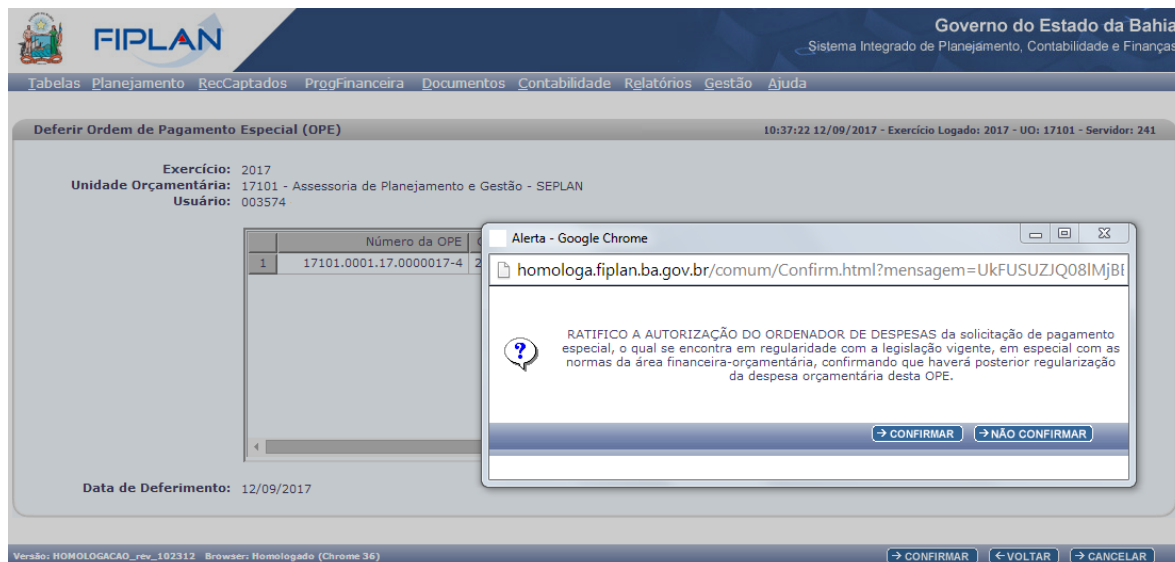 FIPLAN
Governo do Estado da Bahia
Sistema Integrado de Planejamento, Contabilidade e Finanças
Tabelas Planejamento RecCaptados ProgFinanceira Documentos Contabilidade Relatórios Gestão Ajuda
Deferir Ordem de Pagamento Especial (OPE) 10:37:22 12/09/2017 - Exercício Logado: 2017 - UO: 17101 - Servidor: 241
Exercício: 2017
Unidade Orçamentária: 17101 - Assessoria de Planejamento e Gestão - SEPLAN
Usuário: 003574
Número da OPE
1 17101.0001.17.0000017-4 2
Alerta - Google Chrome
homologa.fiplan.ba.gov.br/comum/Confirm.html?mensagem=UkFUSUZJQ08lMjBE
RATIFICO A AUTORIZAÇÃO DO ORDENADOR DE DESPESAS da solicitação de pagamento
especial, o qual se encontra em regularidade com a legislação vigente, em especial com as
normas da área financeira-orçamentária, confirmando que haverá posterior regularização
da despesa orçamentária desta OPE.
CONFIRMAR NÃO CONFIRMAR
Data de Deferimento: 12/09/2017
Versão: HOMOLOGACAO_rev_102312 Browser: Homologado (Chrome 36) CONFIRMAR VOLTAR CANCELAR